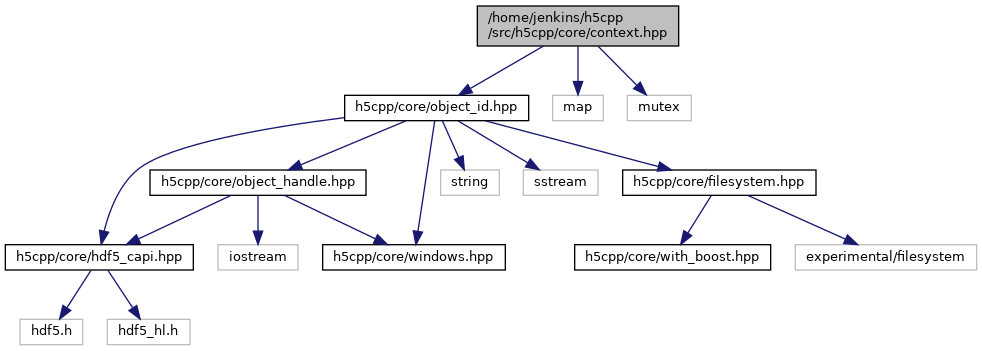 /home/jenkins/h5cpp
/src/h5cpp/core/context.hpp
h5cpp/core/object_id.hpp
map
mutex
h5cpp/core/object_handle.hpp
string
sstream
h5cpp/core/filesystem.hpp
h5cpp/core/hdf5_capi.hpp
iostream
h5cpp/core/windows.hpp
h5cpp/core/with_boost.hpp
experimental/filesystem
hdf5.h
hdf5_hl.h